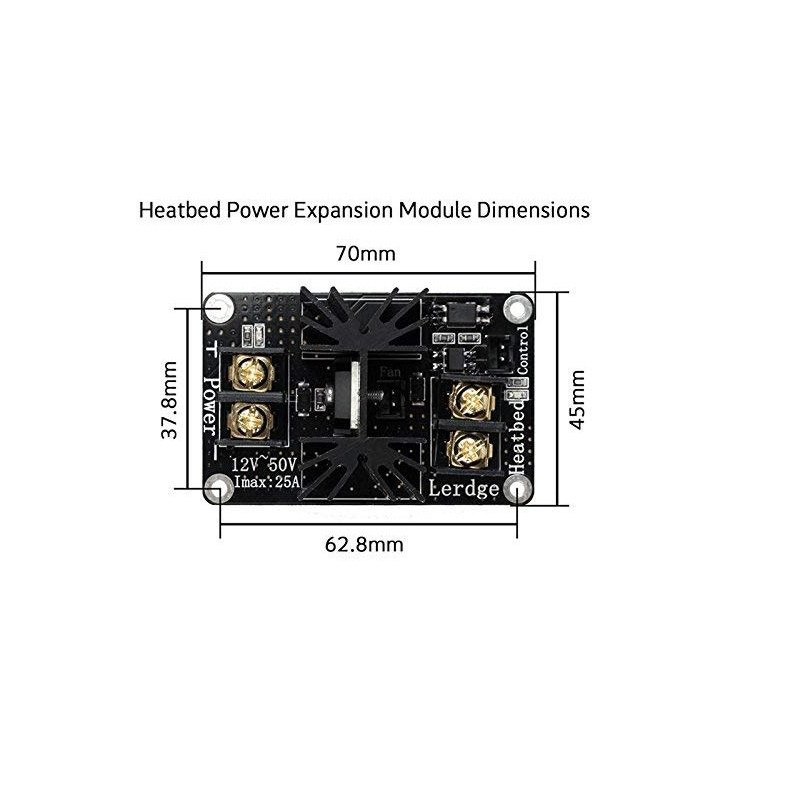 Heatbed Power Expansion Module Dimensions
70mm
37.8mm
45mm
+ Power -
Fan
Control
Heatbed
12V~50V
Imax:25A
Lerdge
62.8mm